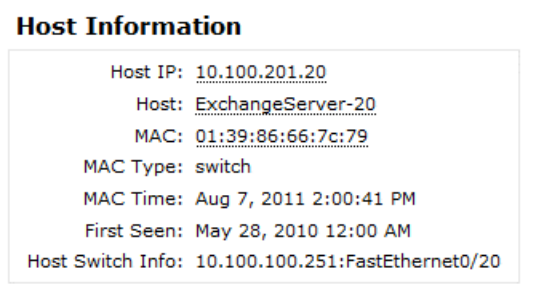 Host Information
Host IP: 10.100.201.20
Host: ExchangeServer-20
MAC: 01:39:86:66:7c:79
MAC Type: switch
MAC Time: Aug 7, 2011 2:00:41 PM
First Seen: May 28, 2010 12:00 AM
Host Switch Info: 10.100.100.251:FastEthernet0/20